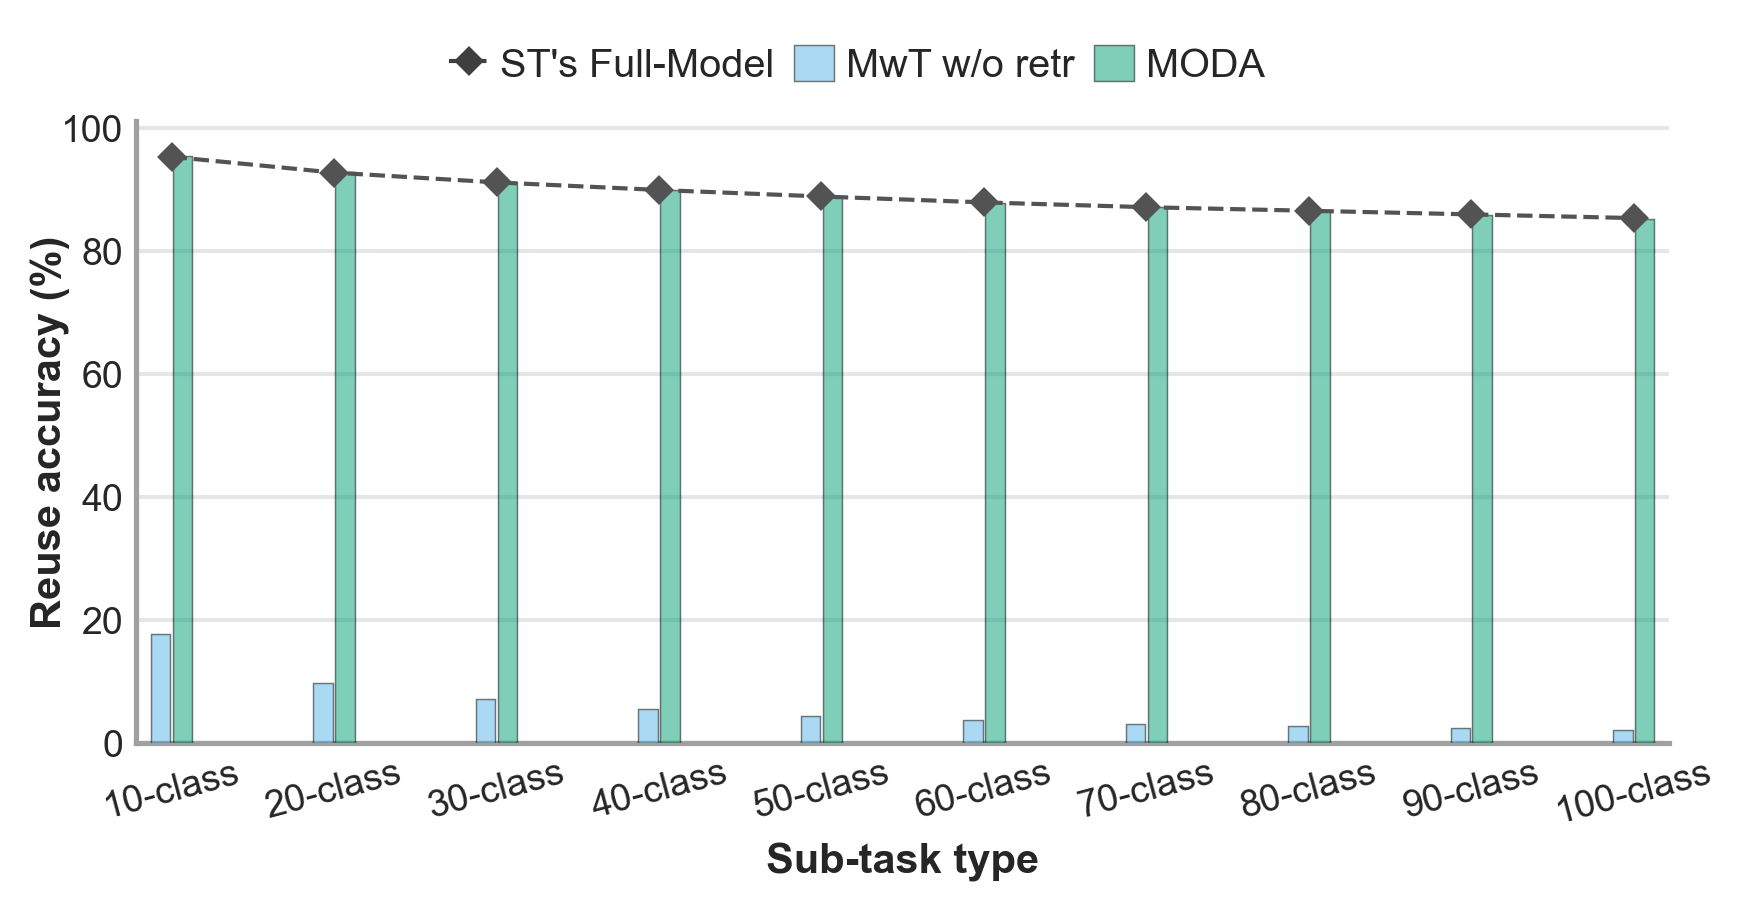 ST's Full-Model MwT w/o retr MODA
Reuse accuracy (%)
100
80
60
40
20
0
10-class 20-class 30-class 40-class 50-class 60-class 70-class 80-class 90-class 100-class
Sub-task type